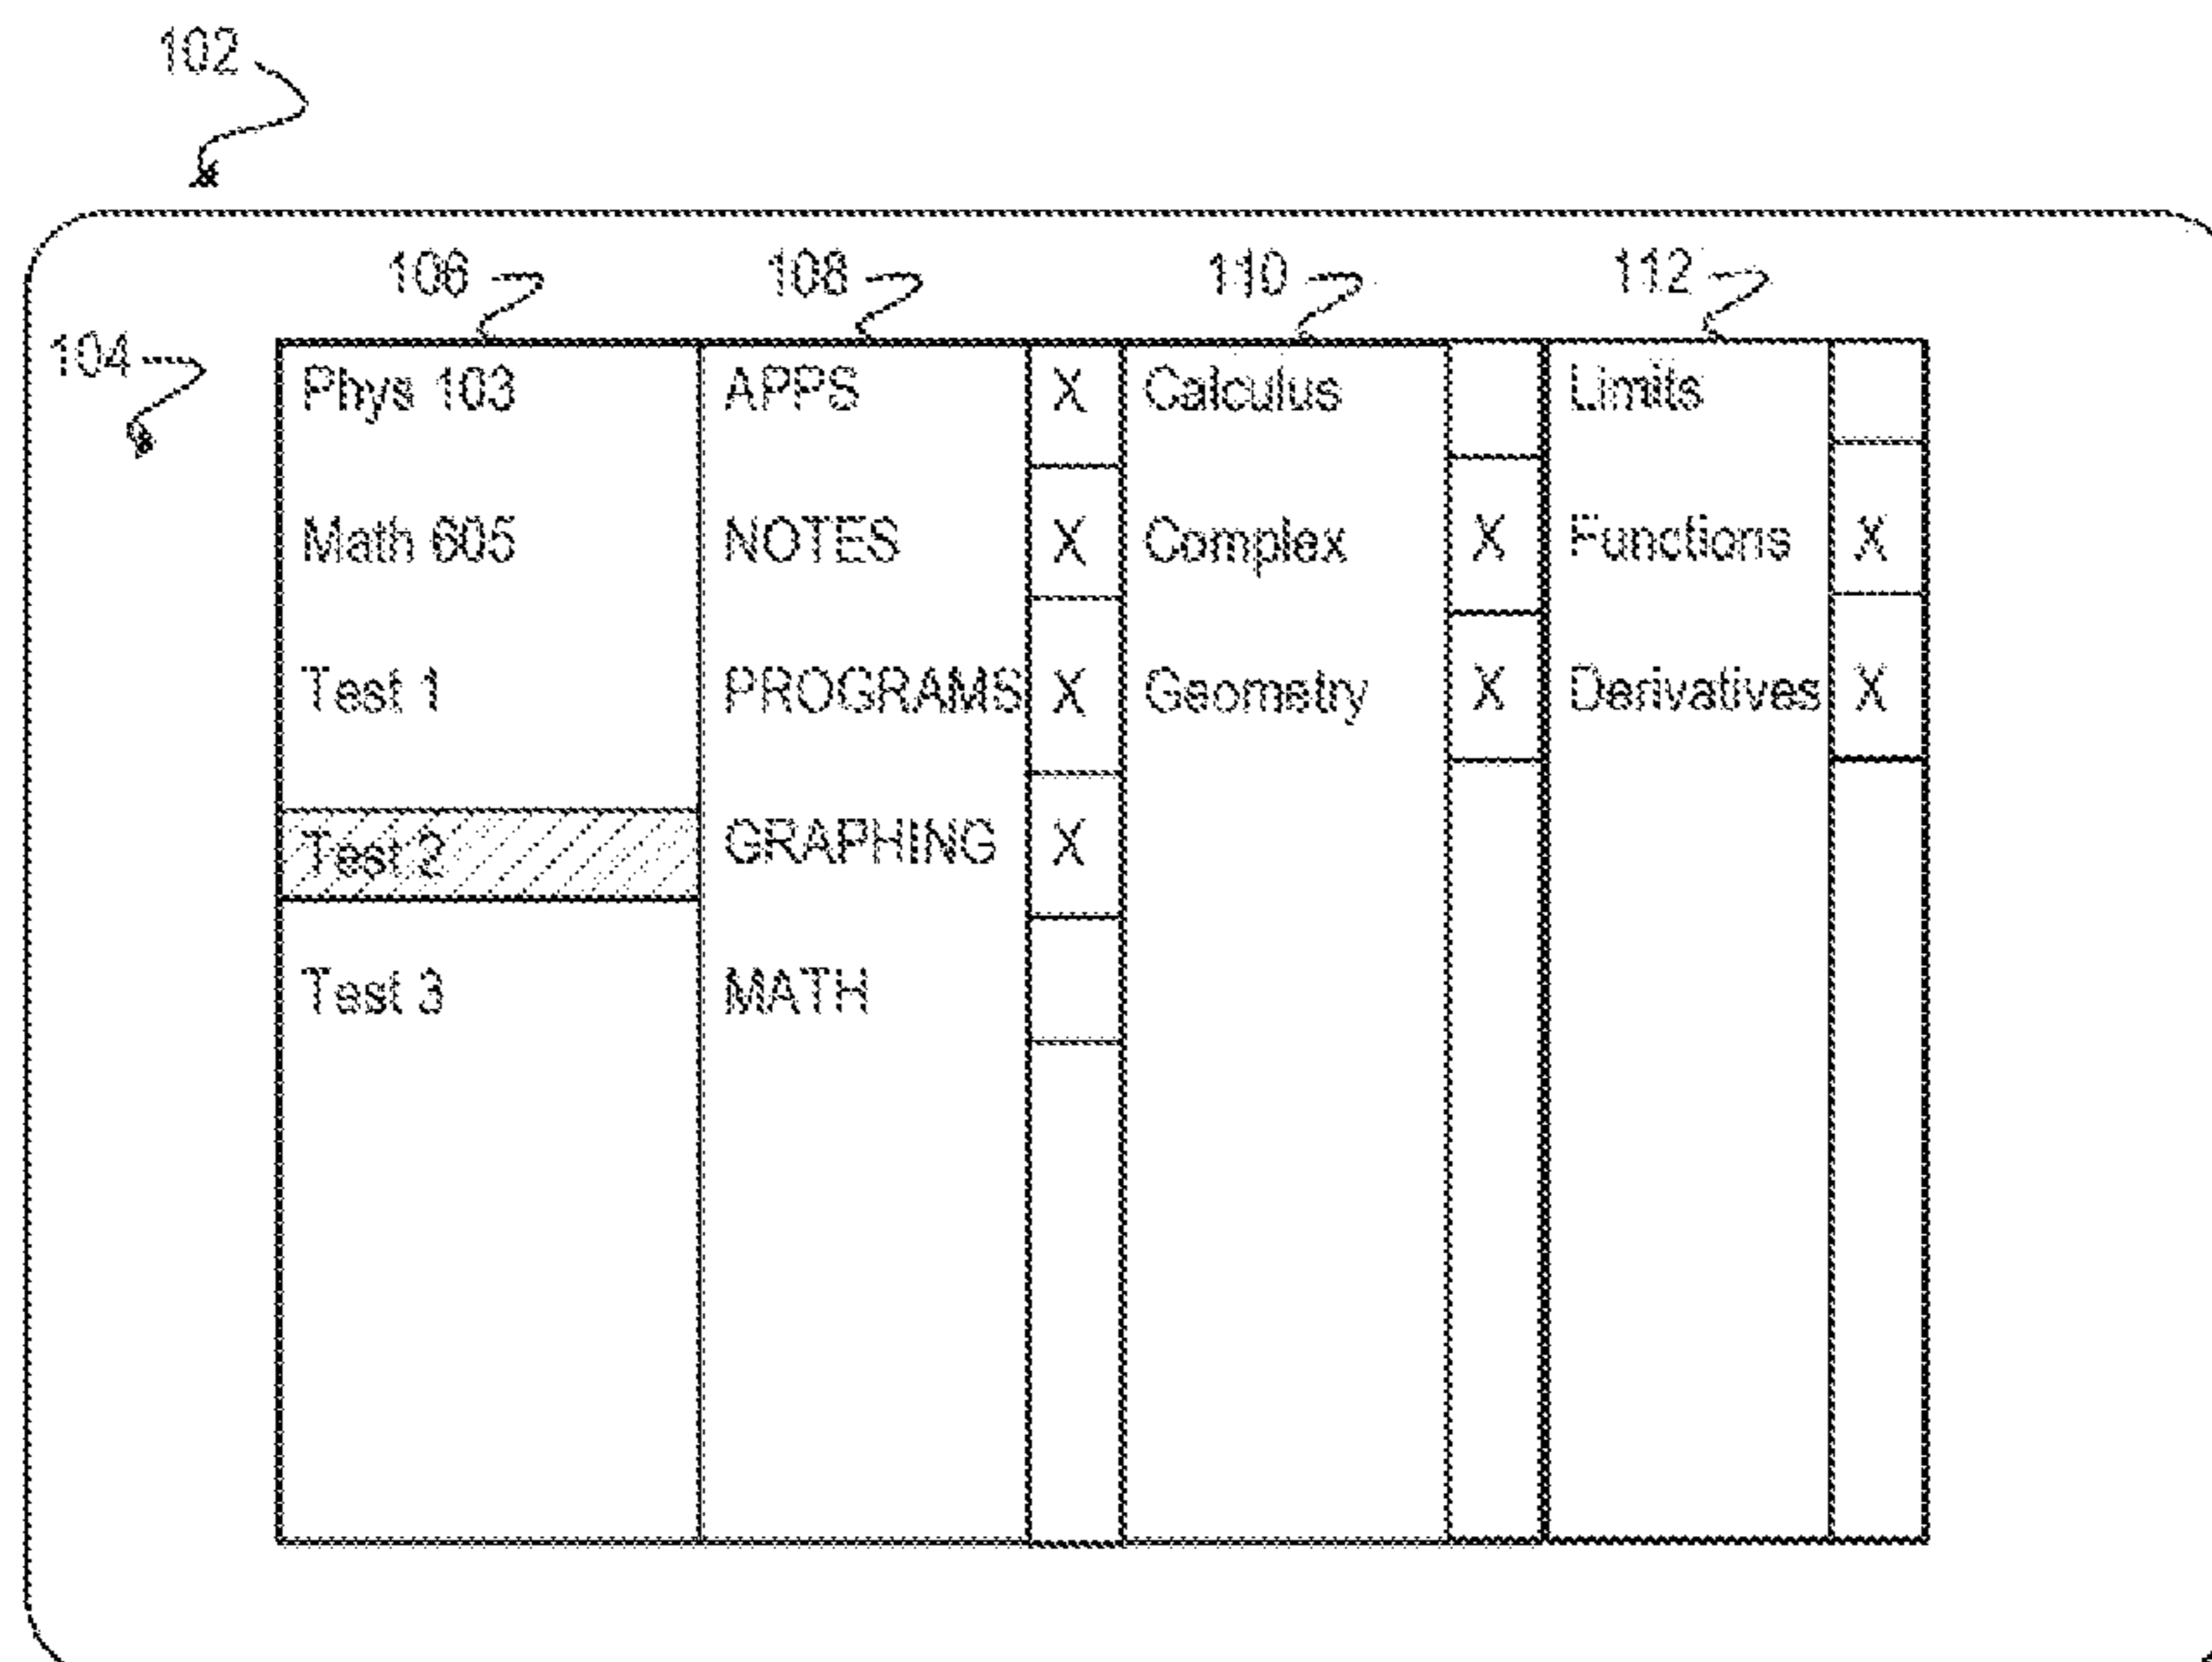 102
106 108 110 112
104
Phys 103 APPS X Calculus Limits
Math 605 NOTES X Complex X Functions X
Test 1 PROGRAMS X Geometry X Derivatives X
Test 2 GRAPHING X
Test 3 MATH